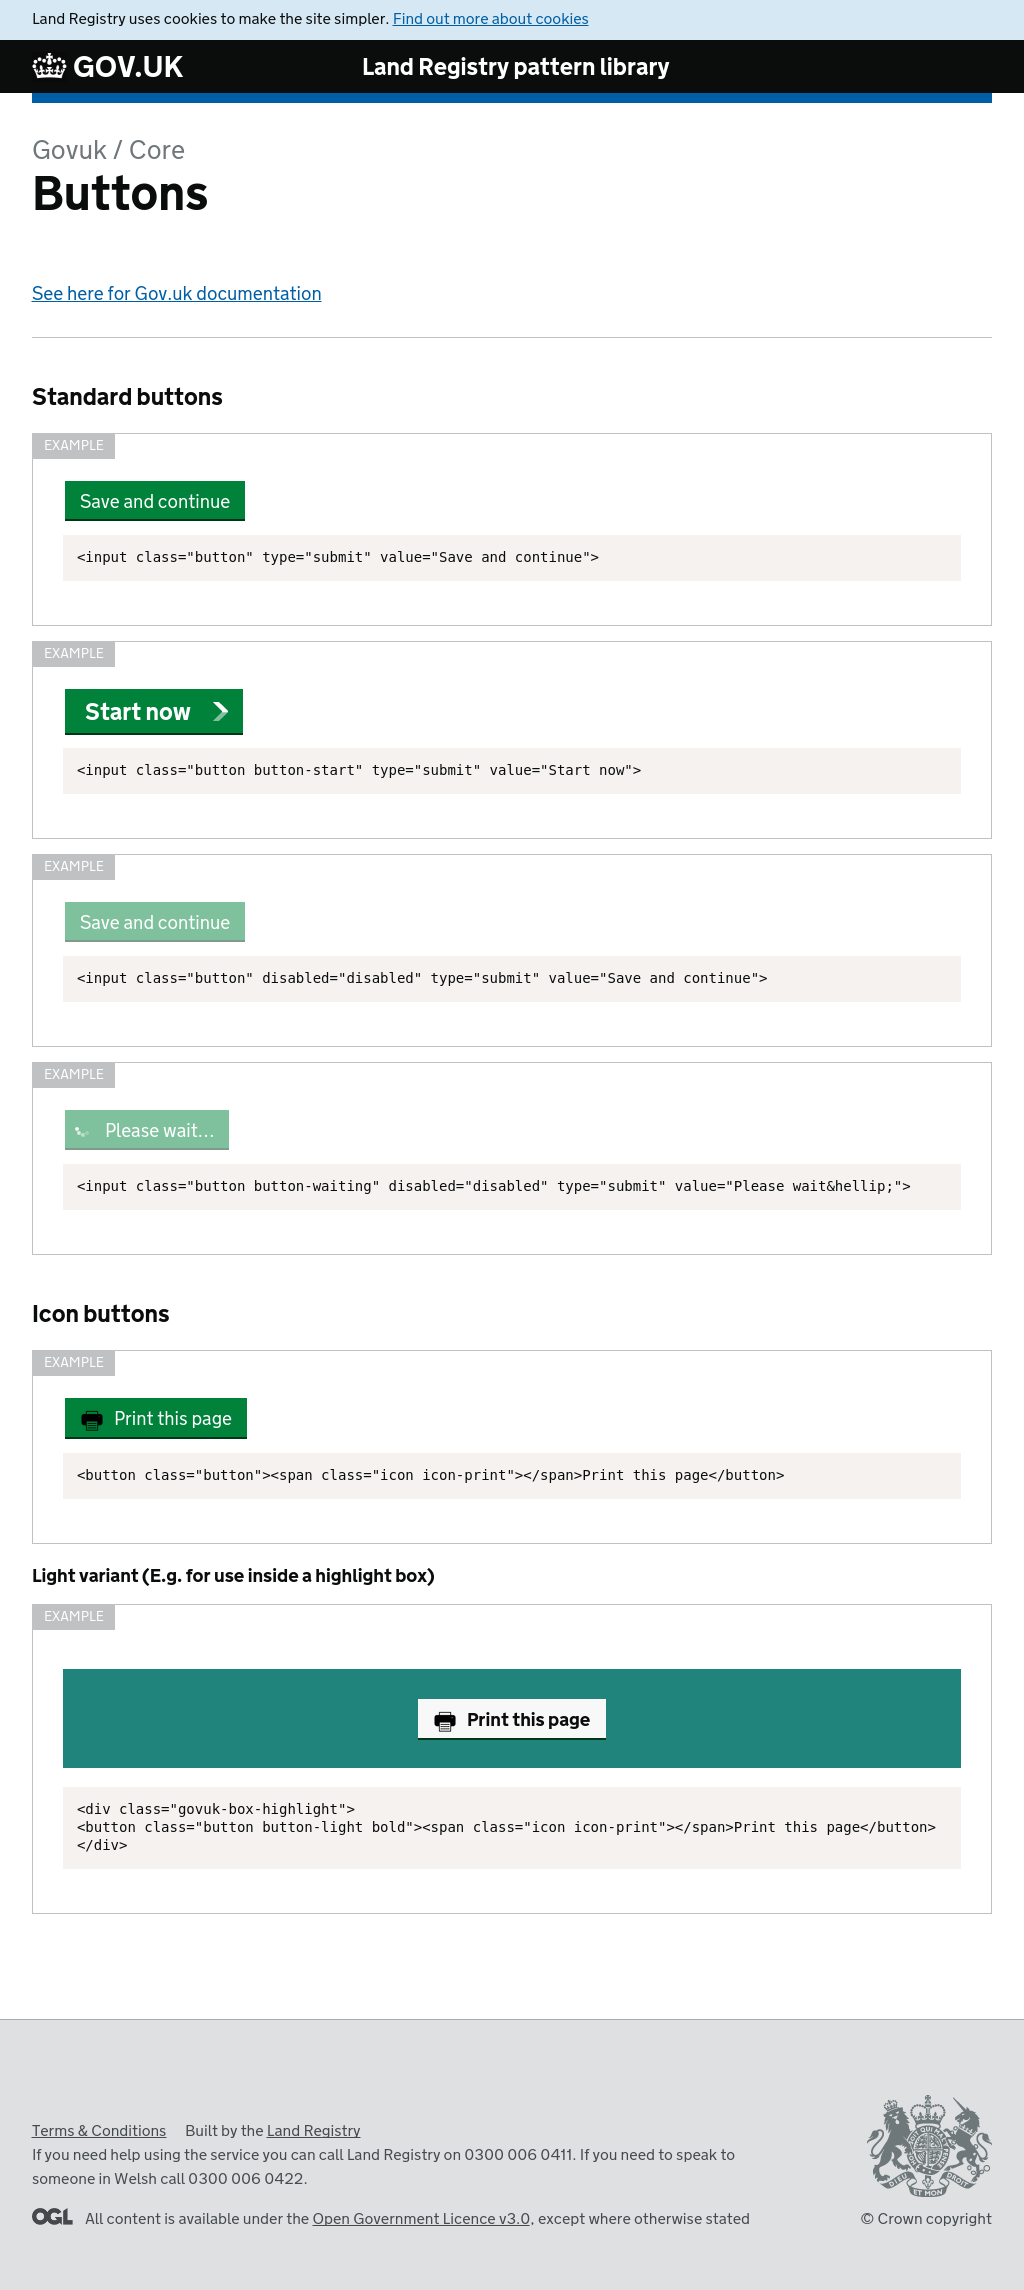 Land Registry uses cookies to make the site simpler. Find out more about cookies
GOV.UK
Land Registry pattern library
Govuk / Core
Buttons
See here for Gov.uk documentation
Standard buttons
EXAMPLE
Save and continue
<input class="button" type="submit" value="Save and continue">
EXAMPLE
Start now
<input class="button button-start" type="submit" value="Start now">
EXAMPLE
Save and continue
<input class="button" disabled="disabled" type="submit" value="Save and continue">
EXAMPLE
Please wait…
<input class="button button-waiting" disabled="disabled" type="submit" value="Please wait&hellip;">
Icon buttons
EXAMPLE
Print this page
<button class="button"><span class="icon icon-print"></span>Print this page</button>
Light variant (E.g. for use inside a highlight box)
EXAMPLE
Print this page
<div class="govuk-box-highlight">
<button class="button button-light bold"><span class="icon icon-print"></span>Print this page</button>
</div>
Terms & Conditions Built by the Land Registry
If you need help using the service you can call Land Registry on 0300 006 0411. If you need to speak to
someone in Welsh call 0300 006 0422.
OGL All content is available under the Open Government Licence v3.0, except where otherwise stated
DIEU ET MON DROIT
© Crown copyright